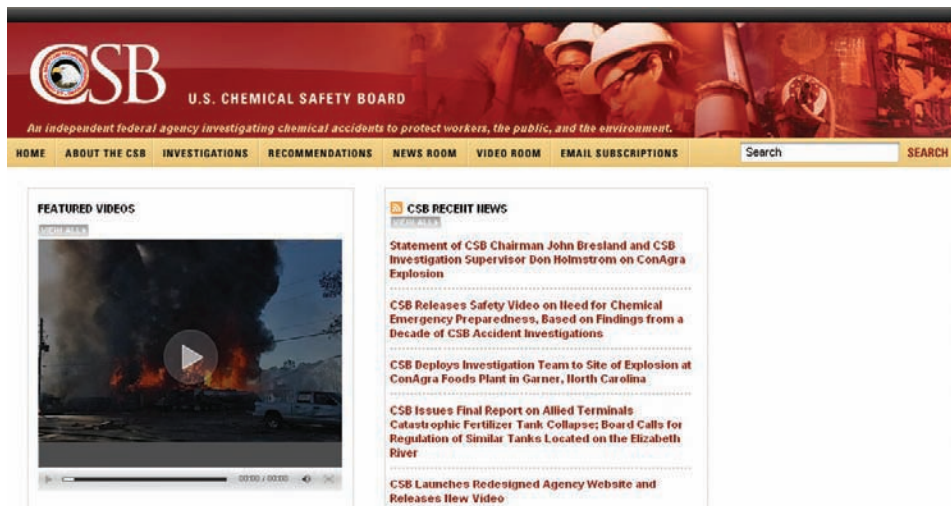 CSB
U.S. CHEMICAL SAFETY BOARD
An independent federal agency investigating chemical accidents to protect workers, the public, and the environment.
HOME ABOUT THE CSB INVESTIGATIONS RECOMMENDATIONS NEWS ROOM VIDEO ROOM EMAIL SUBSCRIPTIONS Search SEARCH
FEATURED VIDEOS
VIEW ALL
00:00 / 00:00
CSB RECENT NEWS
VIEW ALL
Statement of CSB Chairman John Bresland and CSB
Investigation Supervisor Don Holmstrom on ConAgra
Explosion
CSB Releases Safety Video on Need for Chemical
Emergency Preparedness, Based on Findings from a
Decade of CSB Accident Investigations
CSB Deploys Investigation Team to Site of Explosion at
ConAgra Foods Plant in Garner, North Carolina
CSB Issues Final Report on Allied Terminals
Catastrophic Fertilizer Tank Collapse; Board Calls for
Regulation of Similar Tanks Located on the Elizabeth
River
CSB Launches Redesigned Agency Website and
Releases New Video